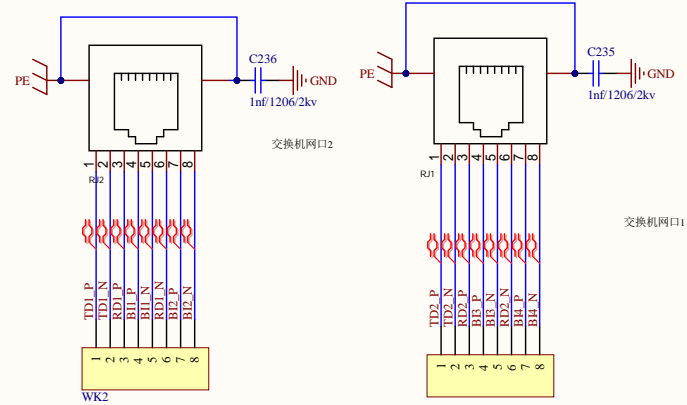 C236
PE
GND
1nf/1206/2kv
交换机网口2
1 2 3 4 5 6 7 8
RJ2
TD1_P
TD1_N
RD1_P
BI1_P
BI1_N
RD1_N
BI2_P
BI2_N
1 2 3 4 5 6 7 8
WK2
C235
PE
GND
1nf/1206/2kv
1 2 3 4 5 6 7 8
RJ1
交换机网口1
TD2_P
TD2_N
RD2_P
BI3_P
BI3_N
RD2_N
BI4_P
BI4_N
1 2 3 4 5 6 7 8